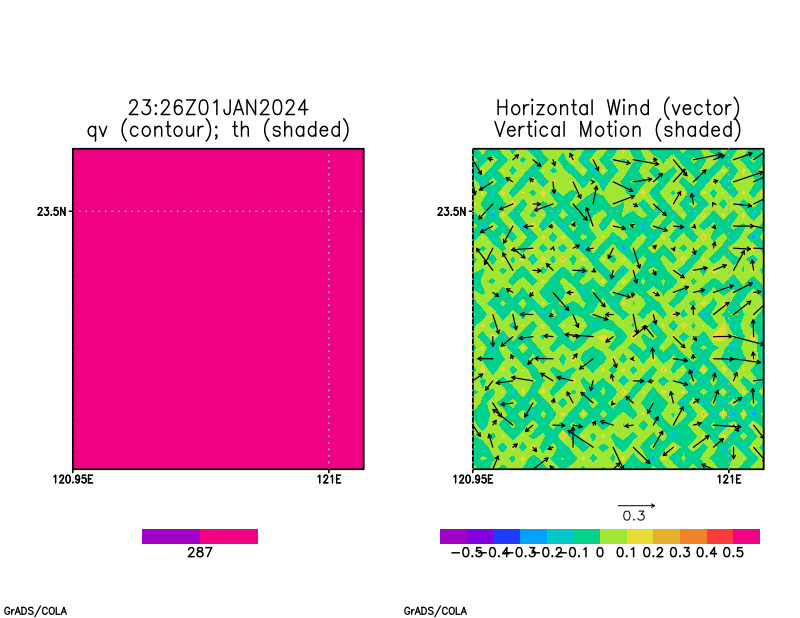 23:26Z01JAN2024
qv (contour); th (shaded)
23.5N
120.95E 121E
287
Horizontal Wind (vector)
Vertical Motion (shaded)
23.5N
120.95E 121E
0.3
-0.5 -0.4 -0.3 -0.2 -0.1 0 0.1 0.2 0.3 0.4 0.5
GrADS/COLA
GrADS/COLA